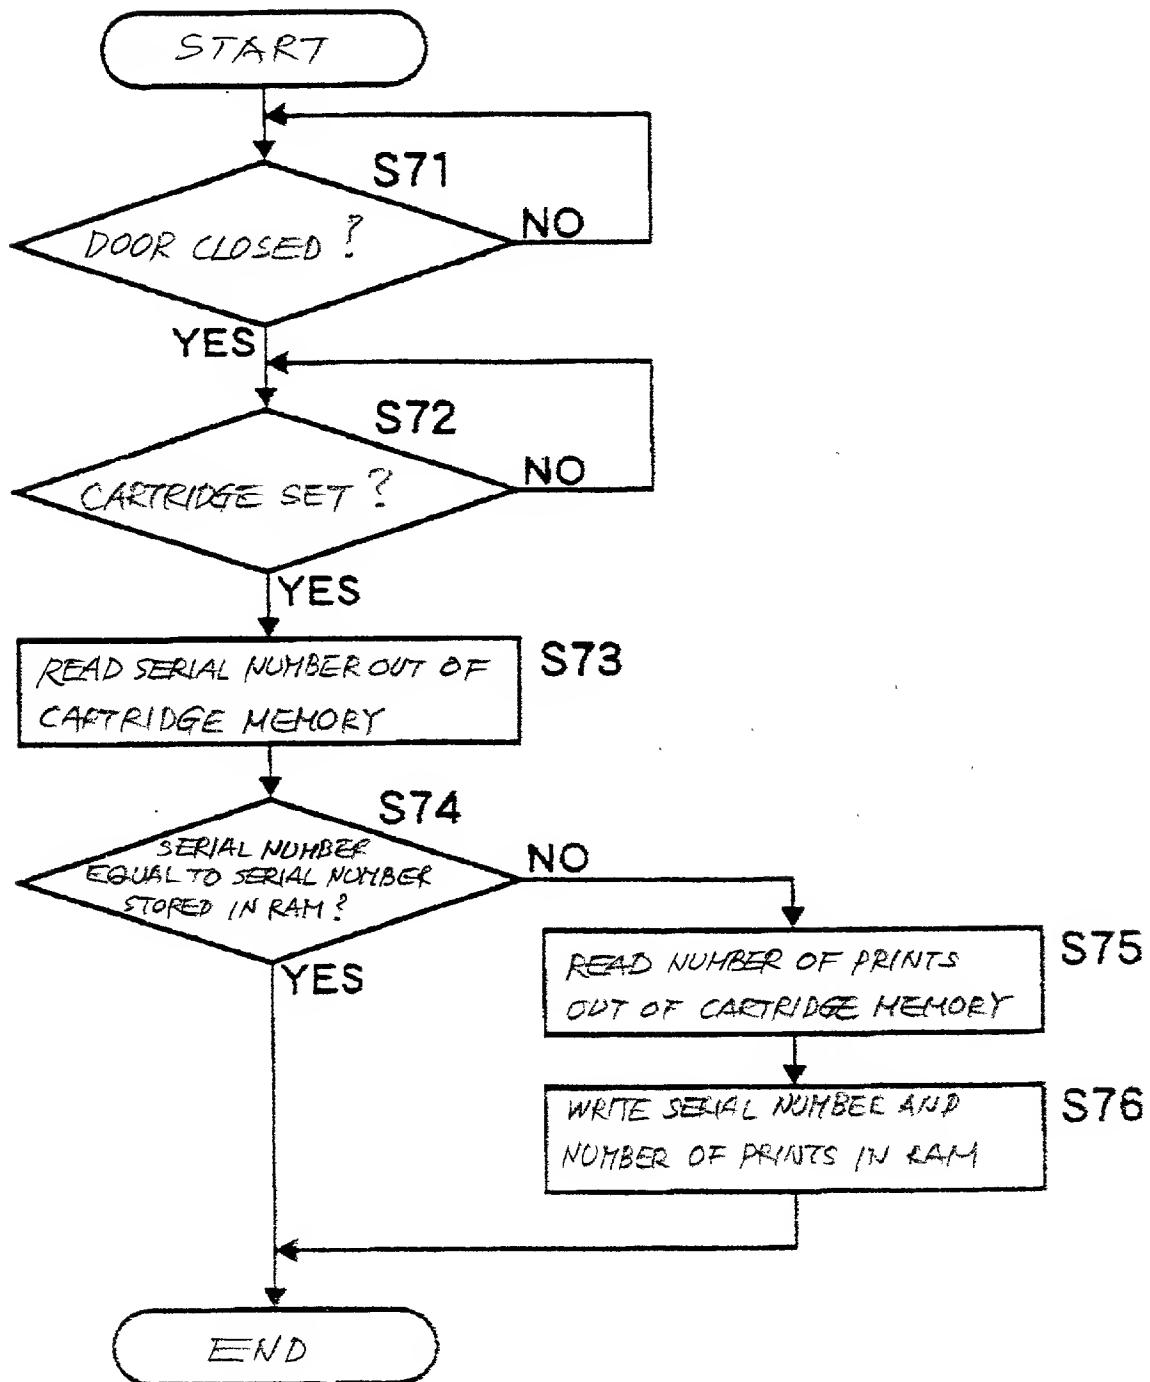 START
S71
DOOR CLOSED?
NO
YES
S72
CARTRIDGE SET?
NO
YES
READ SERIAL NUMBER OUT OF
CARTRIDGE MEMORY
S73
S74
SERIAL NUMBER
EQUAL TO SERIAL NUMBER
STORED IN RAM?
NO
YES
READ NUMBER OF PRINTS
OUT OF CARTRIDGE MEMORY
S75
WRITE SERIAL NUMBER AND
NUMBER OF PRINTS IN RAM
S76
END